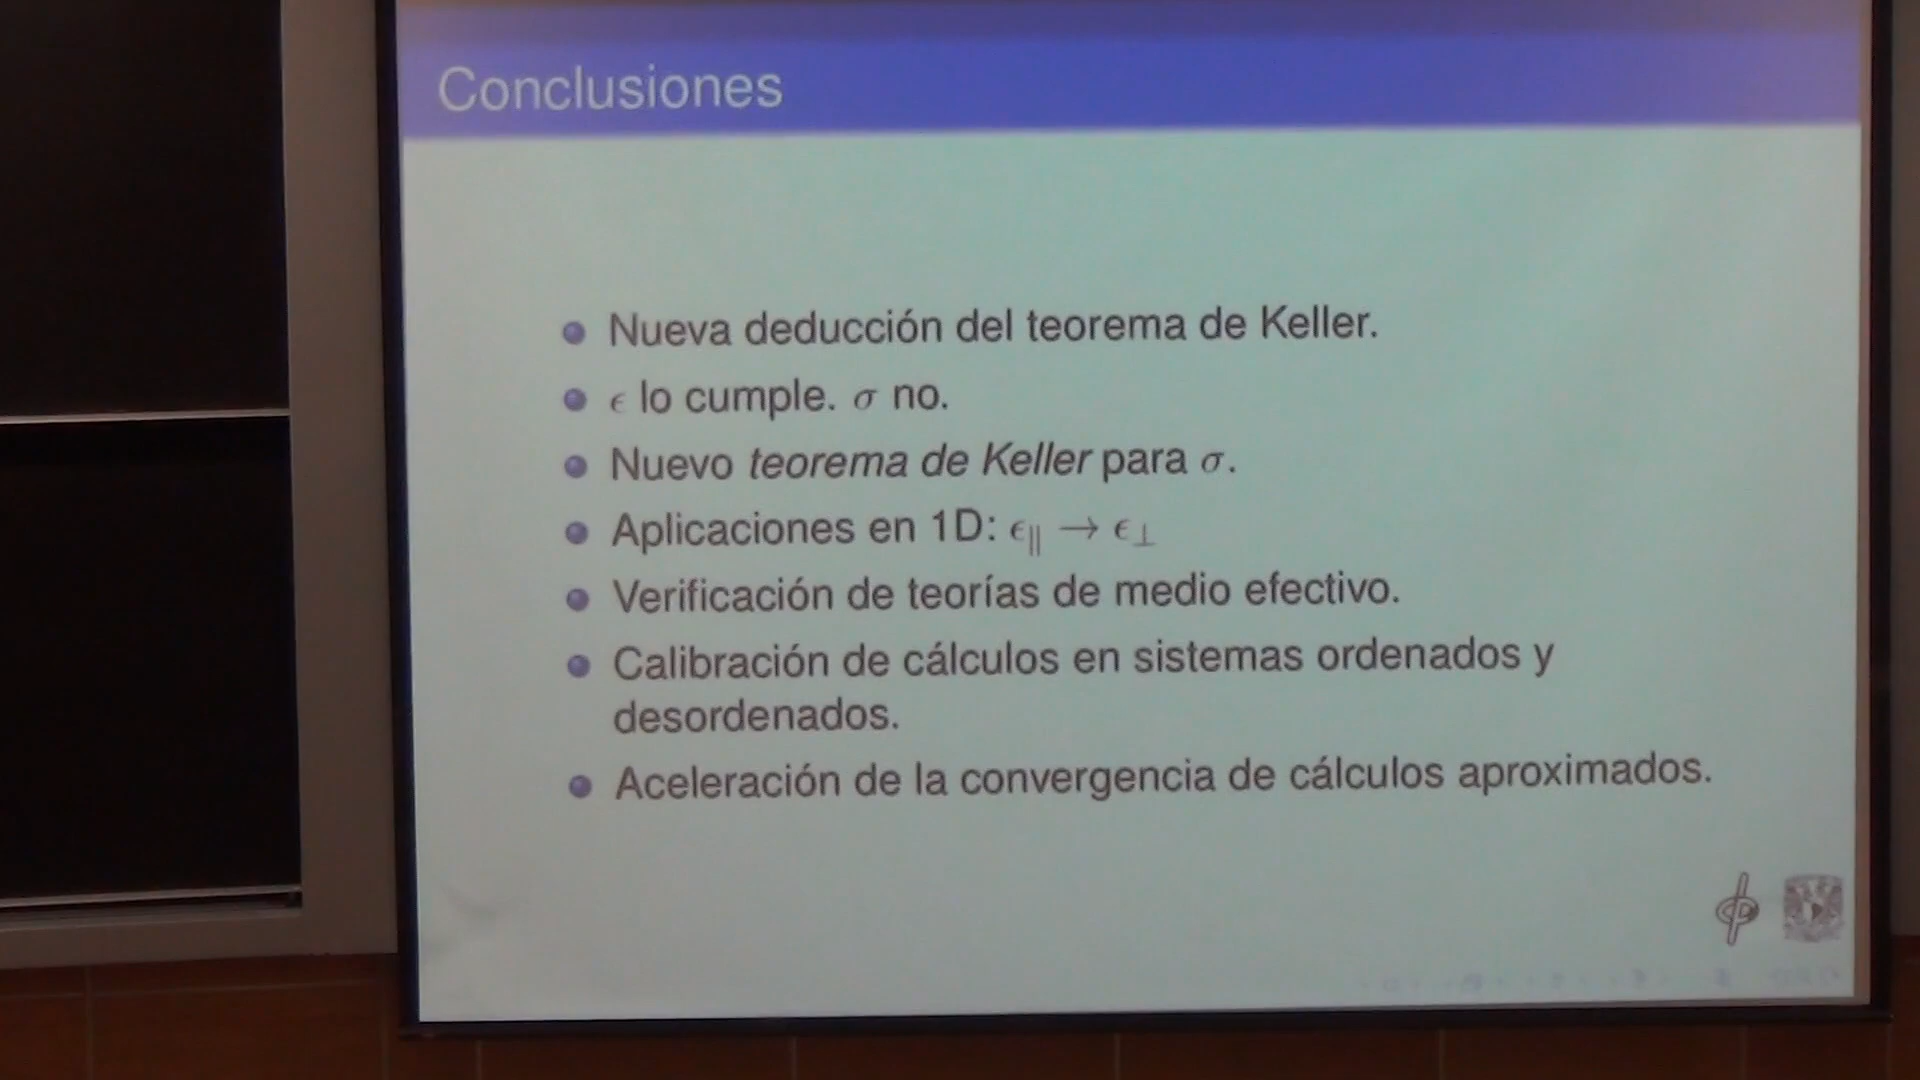 Conclusiones
Nueva deducción del teorema de Keller.
ϵ lo cumple. σ no.
Nuevo teorema de Keller para σ.
Aplicaciones en 1D: ϵ∥ → ϵ⊥
Verificación de teorías de medio efectivo.
Calibración de cálculos en sistemas ordenados y
desordenados.
Aceleración de la convergencia de cálculos aproximados.